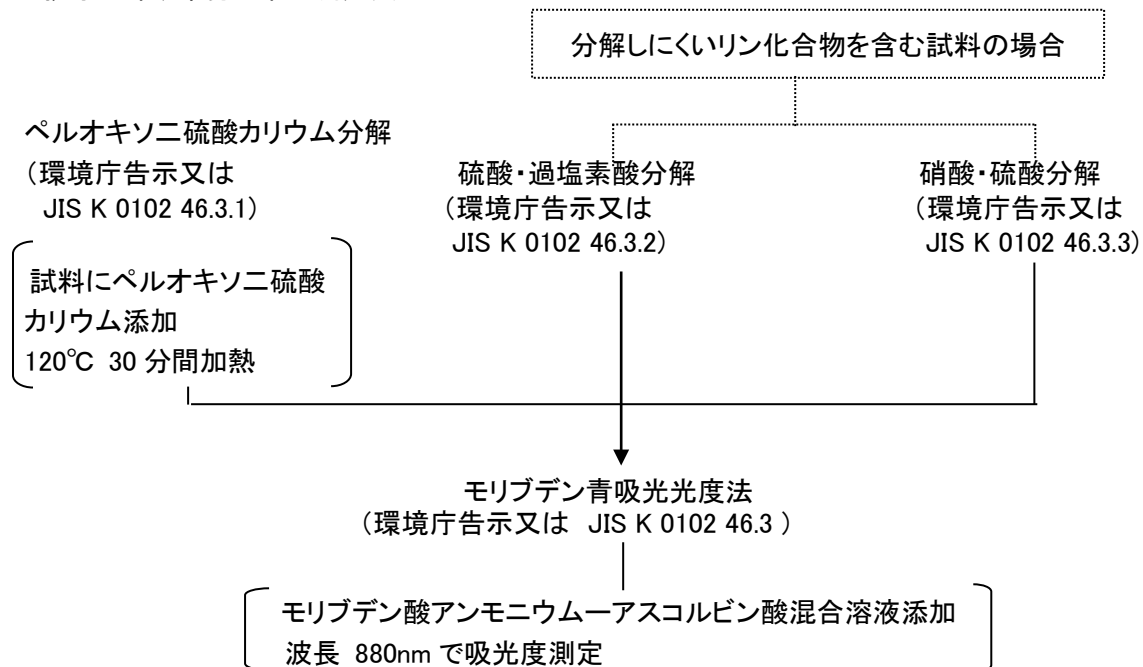 分解しにくいリン化合物を含む試料の場合
ペルオキソ二硫酸カリウム分解
（環境庁告示又は
JIS K 0102 46.3.1)
硫酸・過塩素酸分解
（環境庁告示又は
JIS K 0102 46.3.2)
硝酸・硫酸分解
（環境庁告示又は
JIS K 0102 46.3.3)
試料にペルオキソ二硫酸
カリウム添加
120℃ 30 分間加熱
モリブデン青吸光光度法
（環境庁告示又は JIS K 0102 46.3 ）
モリブデン酸アンモニウムーアスコルビン酸混合溶液添加
波長 880nm で吸光度測定